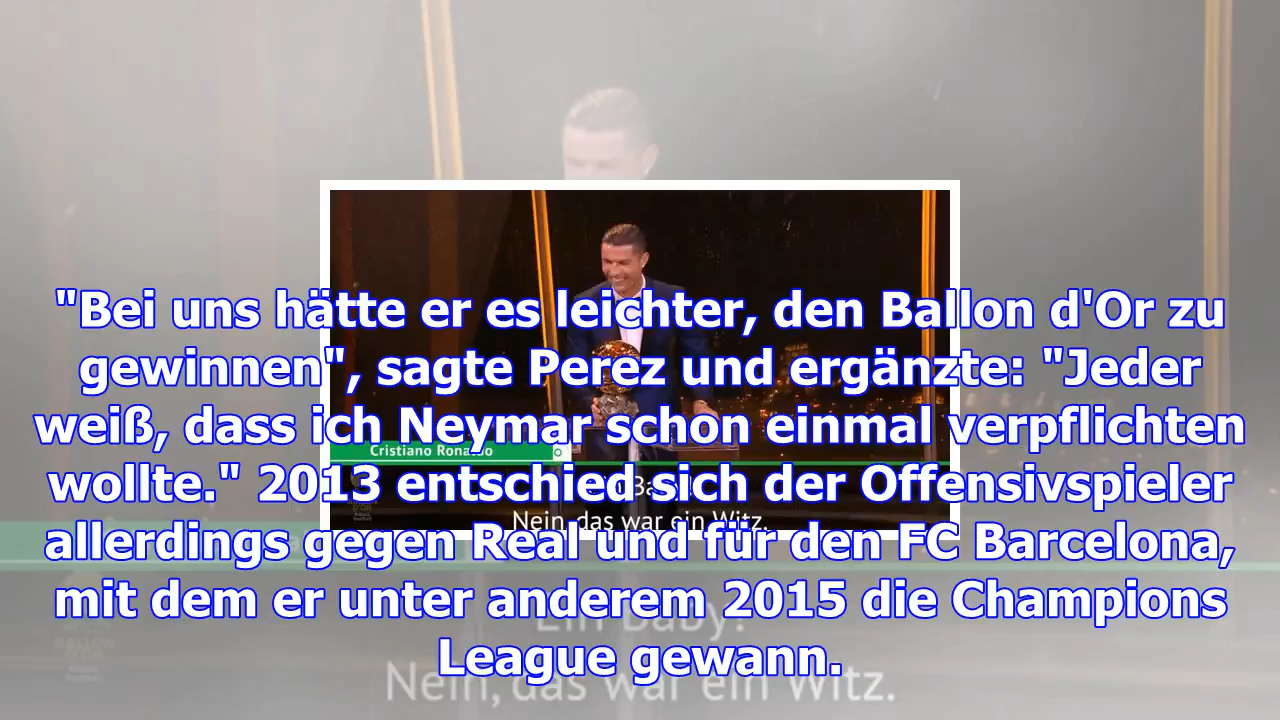 "Bei uns hätte er es leichter, den Ballon d'Or zu
gewinnen", sagte Perez und ergänzte: "Jeder
weiß, dass ich Neymar schon einmal verpflichten
wollte." 2013 entschied sich der Offensivspieler
allerdings gegen Real und für den FC Barcelona,
mit dem er unter anderem 2015 die Champions
League gewann.
Cristiano Ronaldo
Nein, das war ein Witz.
Ein Baby?
Nein, das war ein Witz.